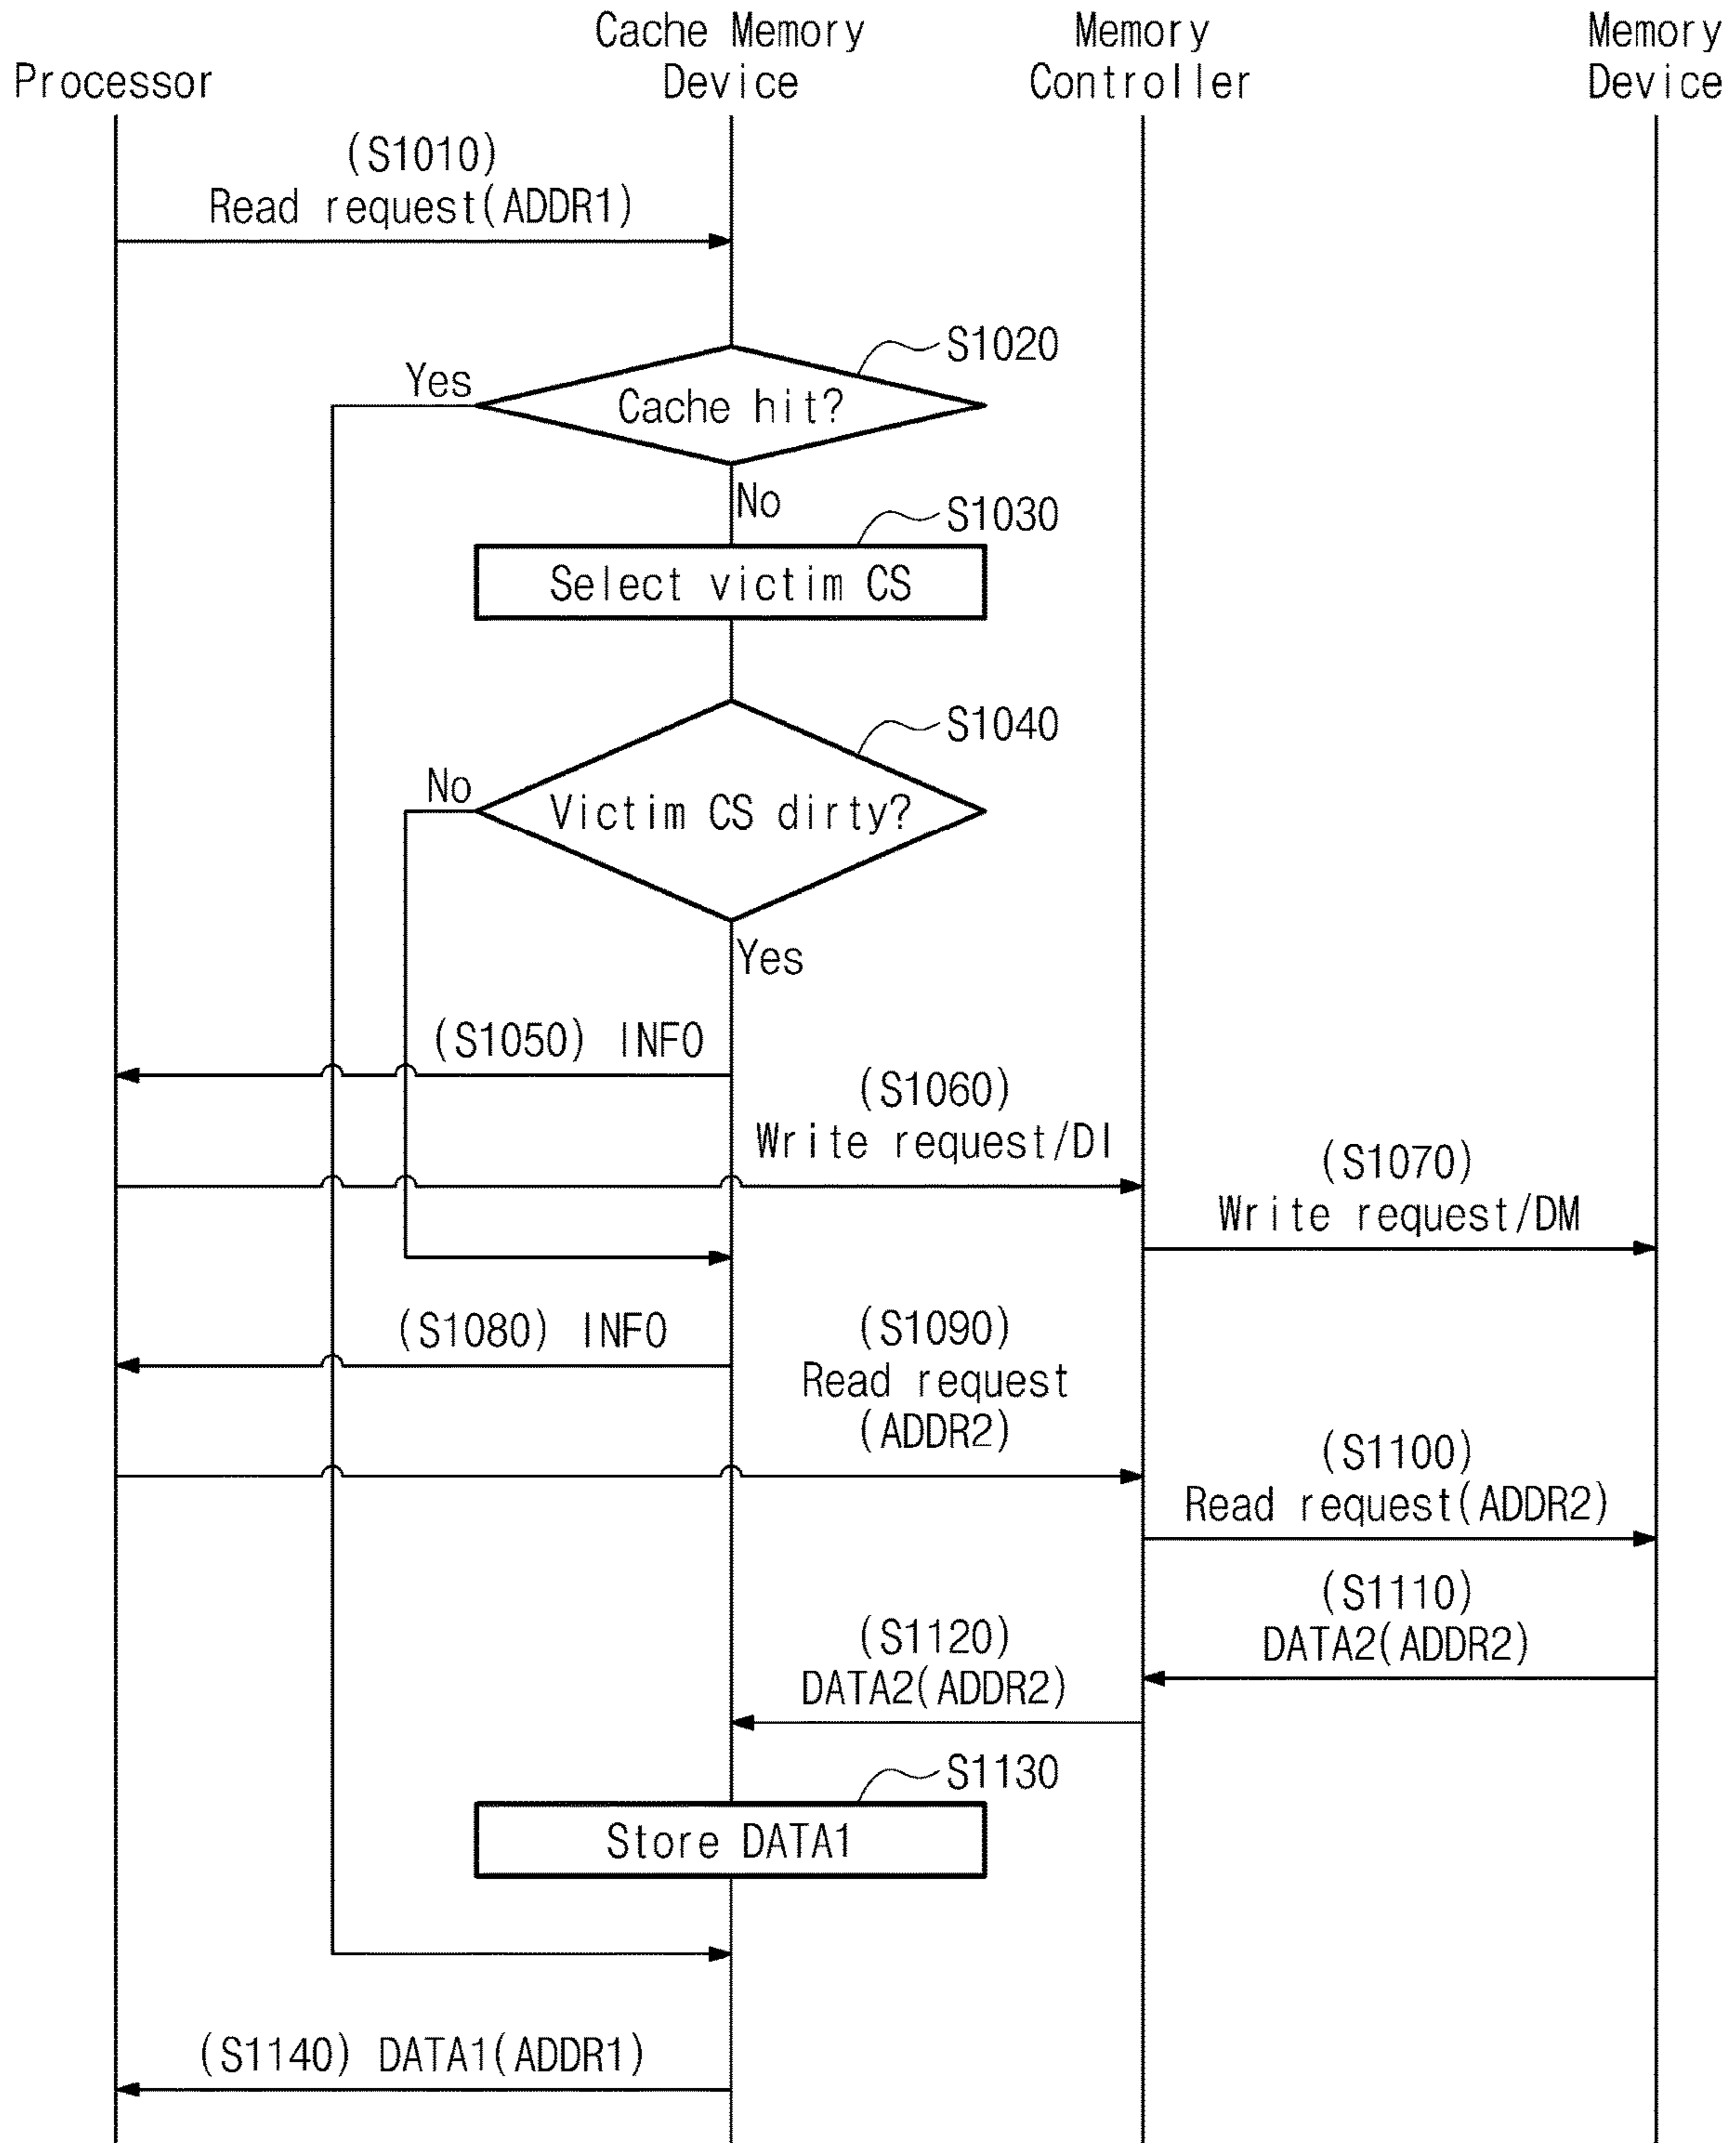 Processor
Cache Memory
Device
Memory
Controller
Memory
Device
(S1010)
Read request(ADDR1)
S1020
Yes
Cache hit?
No
S1030
Select victim CS
S1040
No
Victim CS dirty?
Yes
(S1050) INFO
(S1060)
Write request/DI
(S1070)
Write request/DM
(S1080) INFO
(S1090)
Read request
(ADDR2)
(S1100)
Read request(ADDR2)
(S1110)
DATA2(ADDR2)
(S1120)
DATA2(ADDR2)
S1130
Store DATA1
(S1140) DATA1(ADDR1)